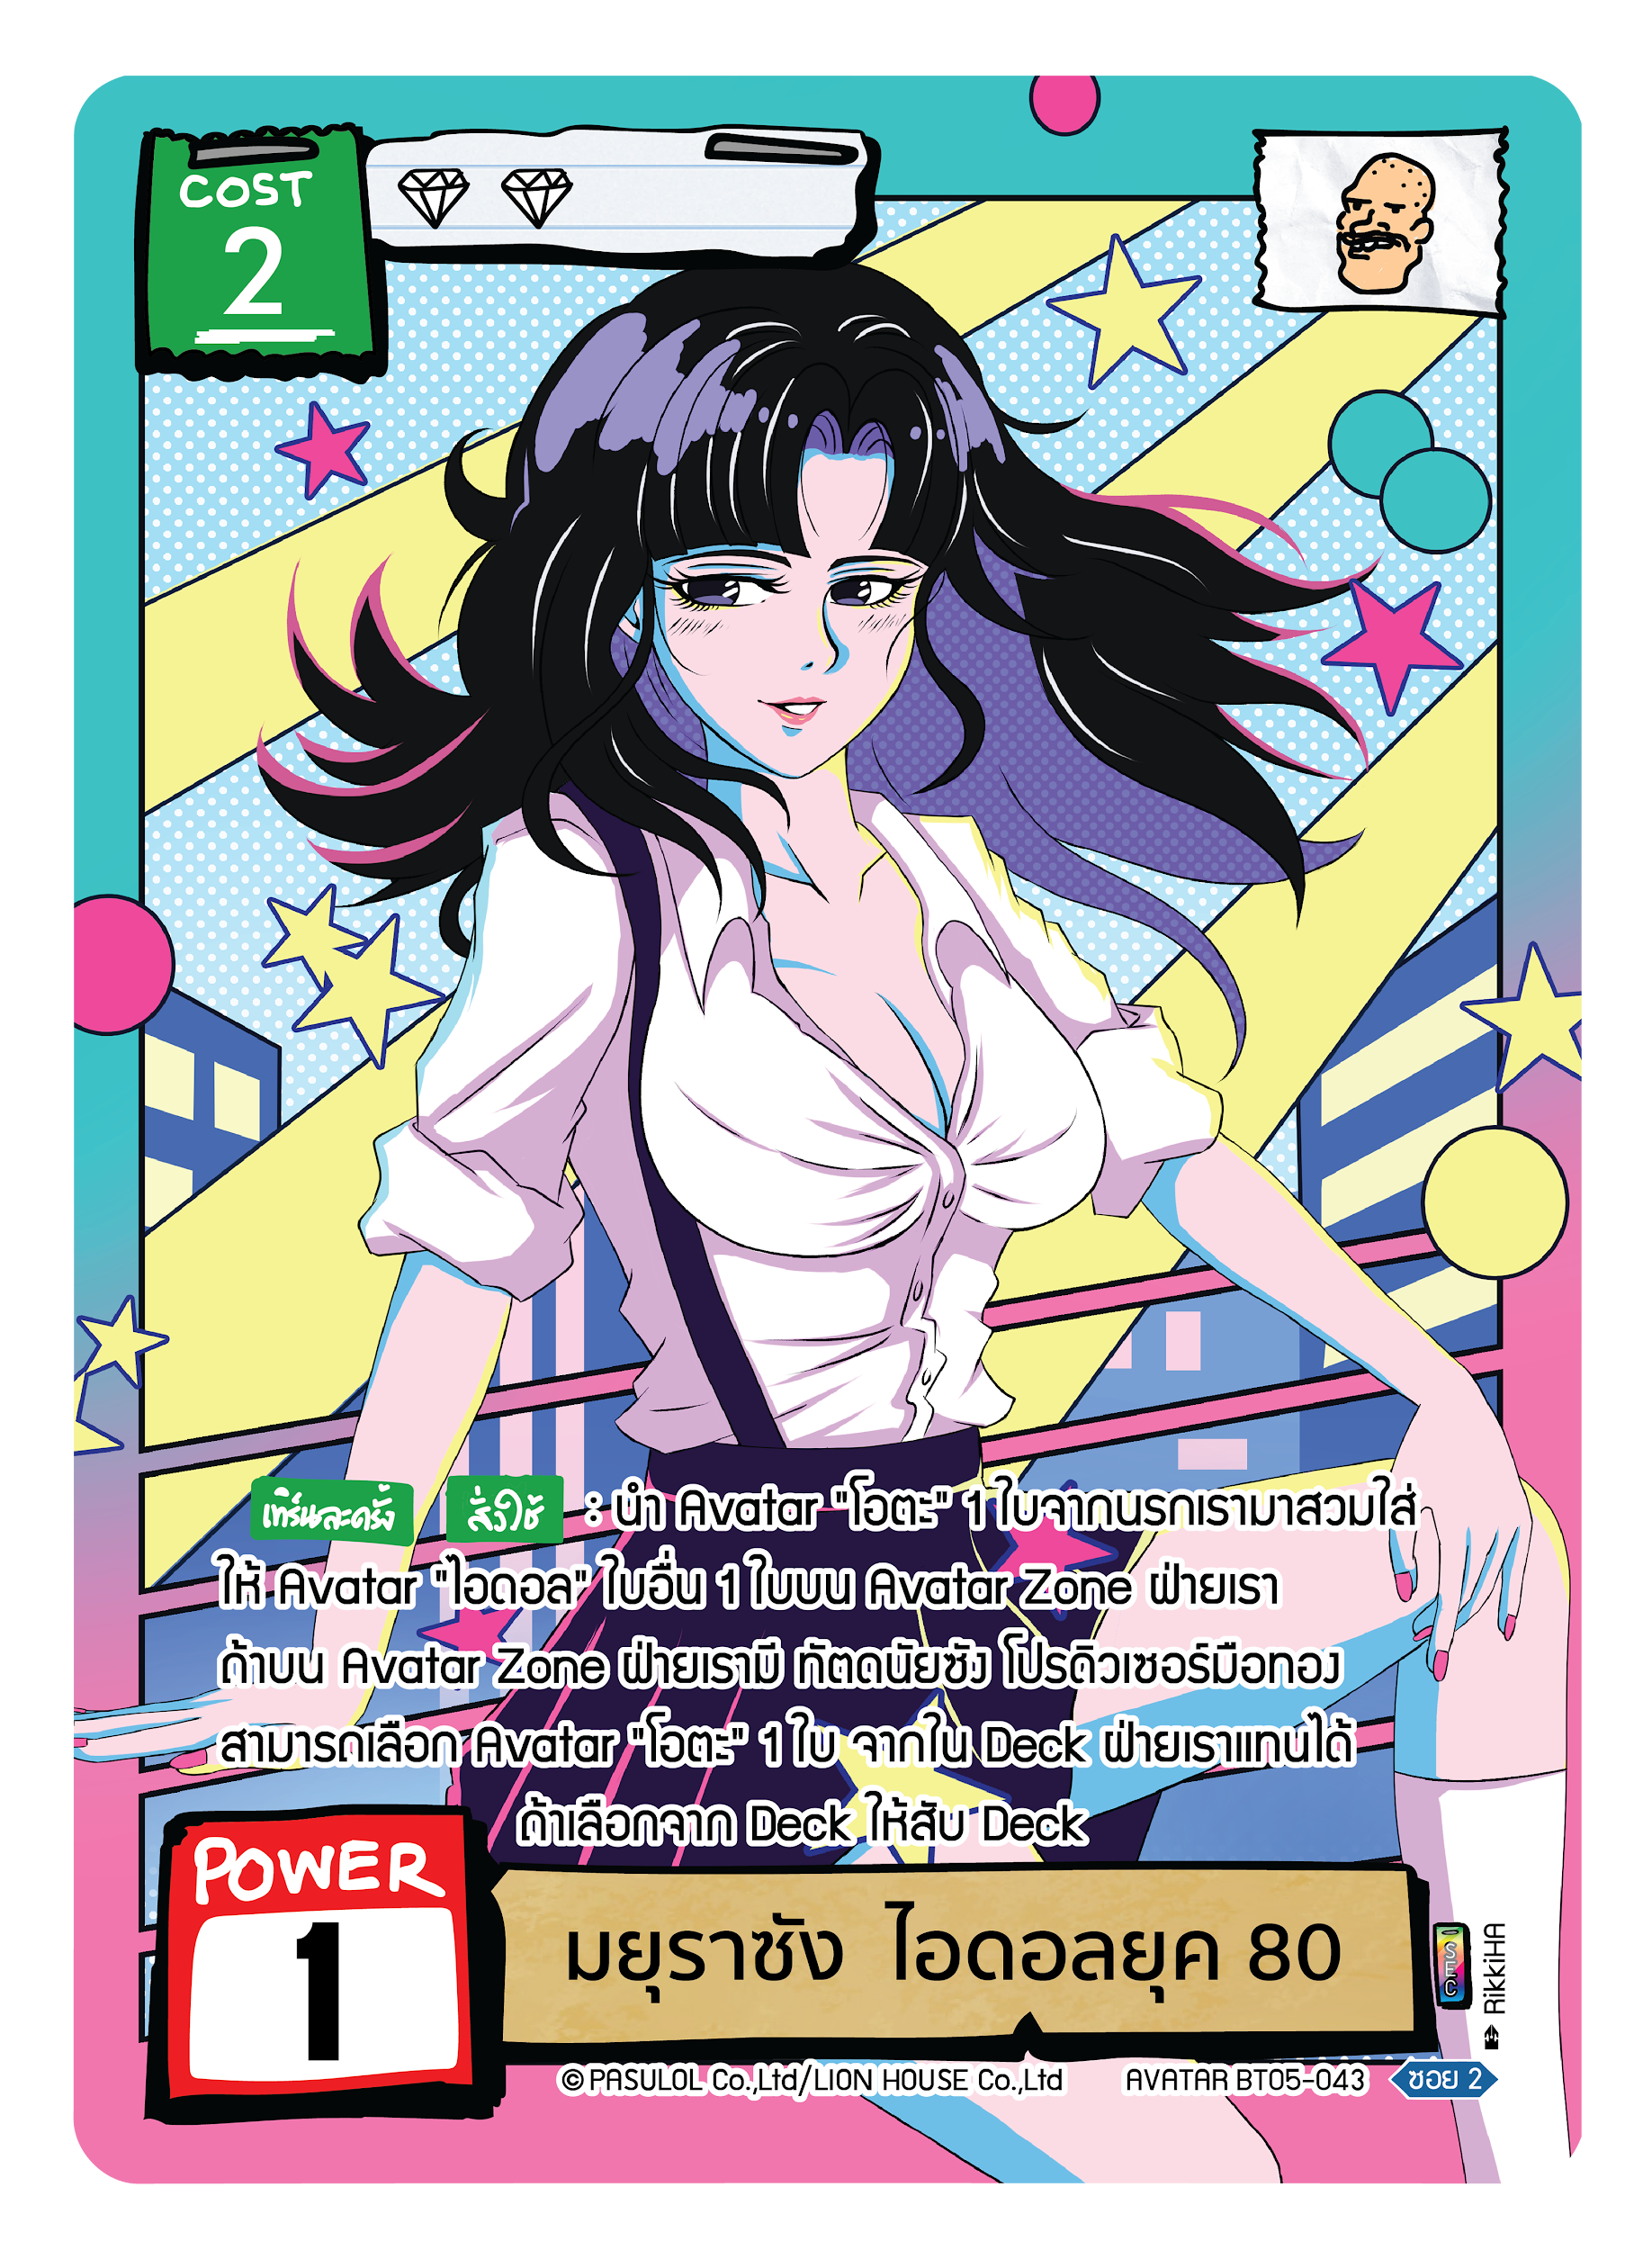 COST
2
เทิร์นละครั้ง สั่งใช้ : นำ Avatar "โอตะ" 1 ใบจากนรกเรามาสวมใส่
ให้ Avatar "ไอดอล" ใบอื่น 1 ใบบน Avatar Zone ฝ่ายเรา
ถ้าบน Avatar Zone ฝ่ายเรามี ทัตดนัยซัง โปรดิวเซอร์มือทอง
สามารถเลือก Avatar "โอตะ" 1 ใบ จากใน Deck ฝ่ายเราแทนได้
ถ้าเลือกจาก Deck ให้สับ Deck
POWER
1
มยุราซัง ไอดอลยุค 80
SEC
RikkiHA
© PASULOL Co.,Ltd/LION HOUSE Co.,Ltd AVATAR BT05-043 ซอย 2